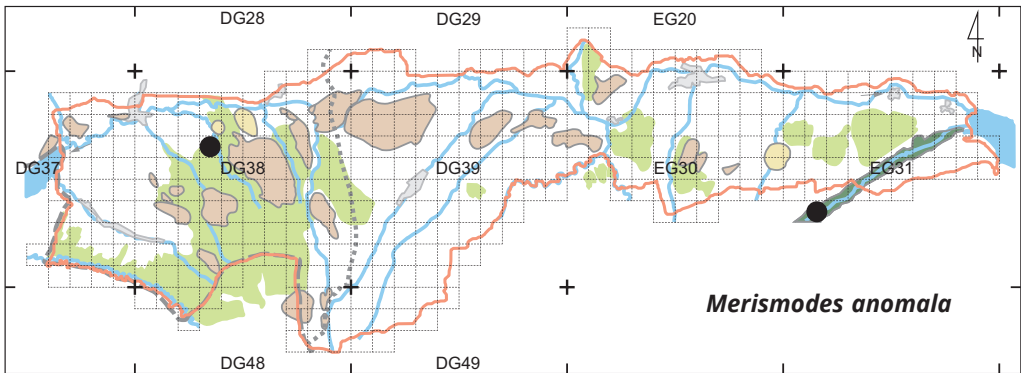 DG28 DG29 EG20
N
DG37 DG38 DG39 EG30 EG31
Merismodes anomala
DG48 DG49